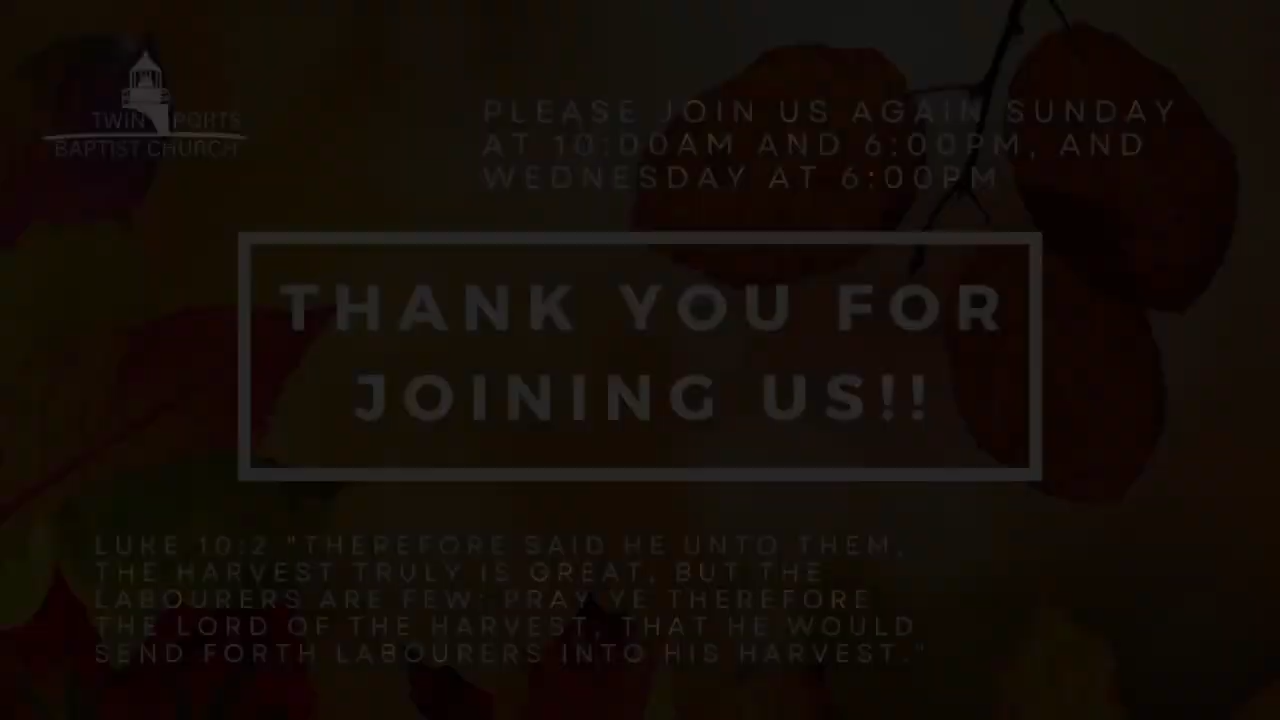 TWIN PORTS
BAPTIST CHURCH
PLEASE JOIN US AGAIN SUNDAY
AT 10:00AM AND 6:00PM, AND
WEDNESDAY AT 6:00PM
THANK YOU FOR
JOINING US!!
LUKE 10:2 "THEREFORE SAID HE UNTO THEM,
THE HARVEST TRULY IS GREAT, BUT THE
LABOURERS ARE FEW: PRAY YE THEREFORE
THE LORD OF THE HARVEST, THAT HE WOULD
SEND FORTH LABOURERS INTO HIS HARVEST."